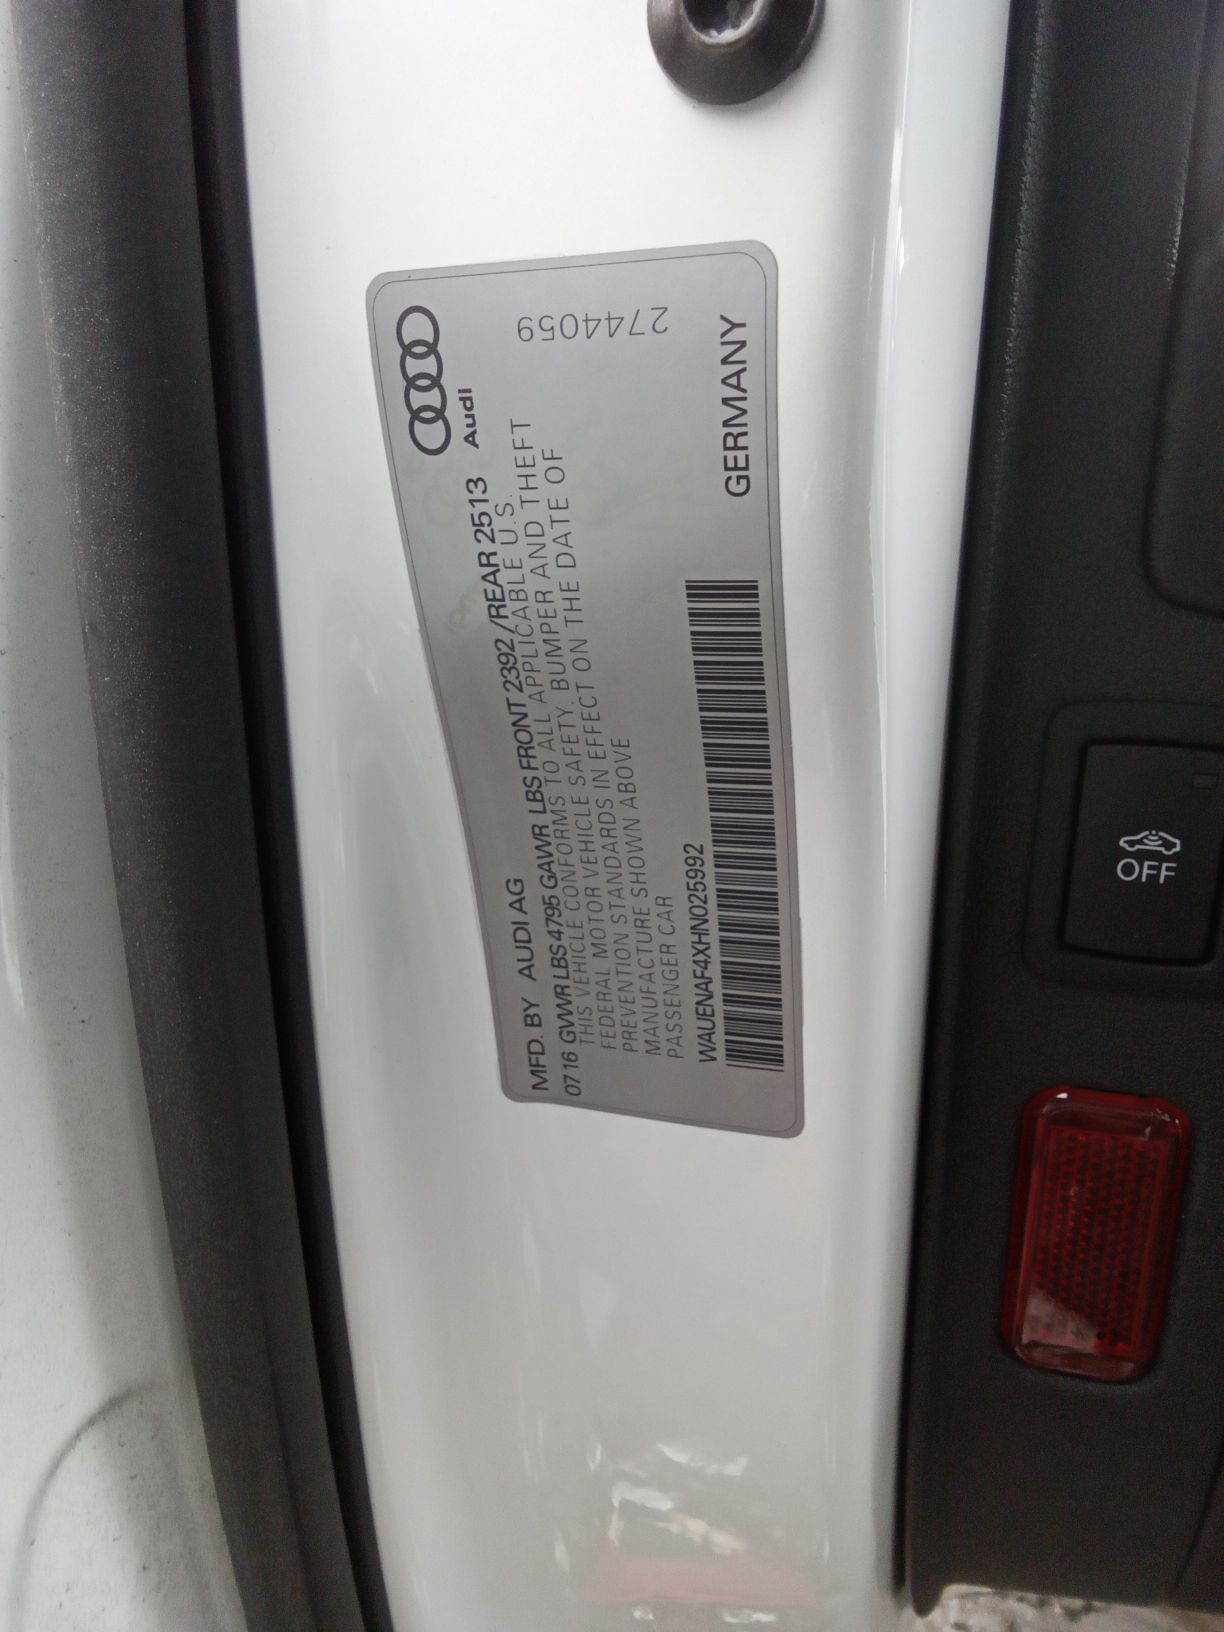 Audi
2744059
MFD. BY AUDI AG
0716 GVWR LBS 4795 GAWR LBS FRONT 2392 /REAR 2513
THIS VEHICLE CONFORMS TO ALL APPLICABLE U.S.
FEDERAL MOTOR VEHICLE SAFETY, BUMPER AND THEFT
PREVENTION STANDARDS IN EFFECT ON THE DATE OF
MANUFACTURE SHOWN ABOVE
PASSENGER CAR
WAUENAF4XHN025992
GERMANY
OFF